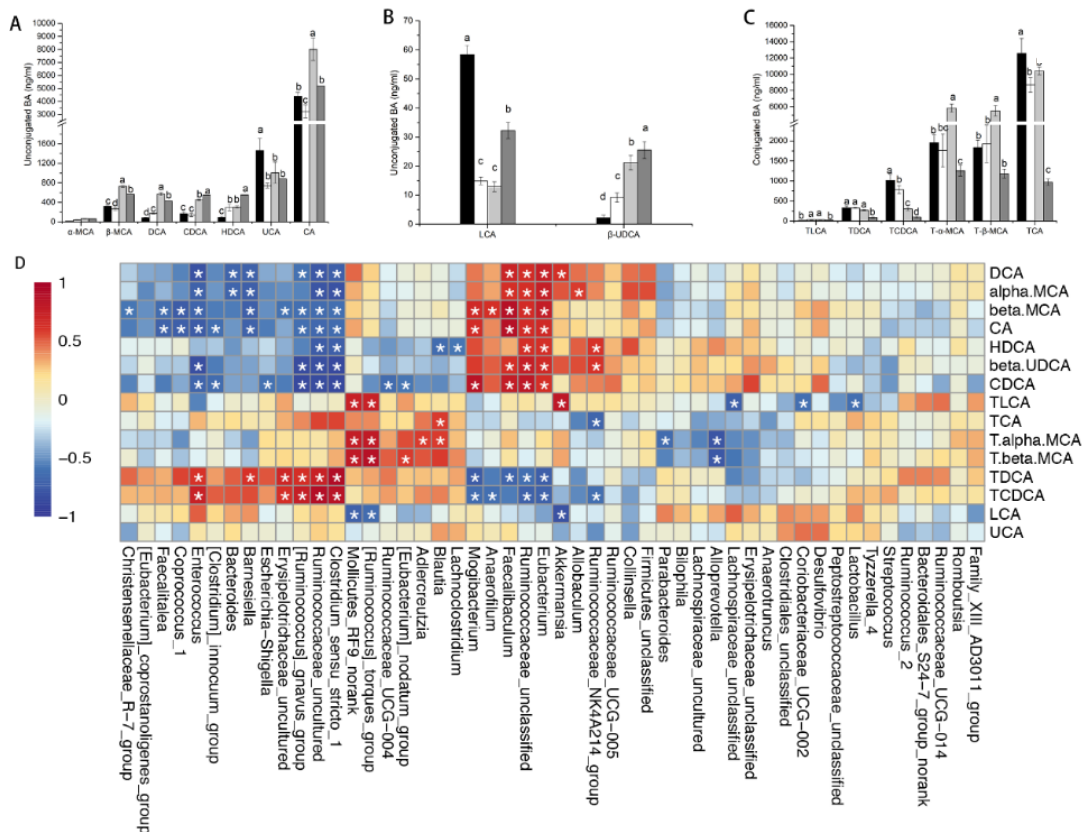 A
Unconjugated BA (ng/ml)
10000
9000
8000
7000
6000
5000
4000
3000
1600
1200
800
400
0
c d a b
d c a b
c c b a
c b b a
a c b b
b c a b
α-MCA β-MCA DCA CDCA HDCA UCA CA
B
Unconjugated BA (ng/ml)
70
60
50
40
30
20
10
0
a c c b
d c b a
LCA β-UDCA
C
Conjugated BA (ng/ml)
16000
14000
12000
10000
8000
6000
4000
2000
1500
1000
500
0
b a a b
a a a b
a b c d
b b a c
b b a c
a c
TLCA TDCA TCDCA T-α-MCA T-β-MCA TCA
D
1
0.5
0
−0.5
−1
DCA
alpha.MCA
beta.MCA
CA
HDCA
beta.UDCA
CDCA
TLCA
TCA
T.alpha.MCA
T.beta.MCA
TDCA
TCDCA
LCA
UCA
Christensenellaceae_R-7_group
[Eubacterium]_coprostanoligenes_group
Faecalitalea
Coprococcus_1
Enterococcus
[Clostridium]_innocuum_group
Bacteroides
Barnesiella
Escherichia-Shigella
Erysipelotrichaceae_uncultured
[Ruminococcus]_gnavus_group
Ruminococcaceae_uncultured
Clostridium_sensu_stricto_1
Mollicutes_RF9_norank
[Ruminococcus]_torques_group
Ruminococcaceae_UCG-004
[Eubacterium]_nodatum_group
Adlercreutzia
Blautia
Lachnoclostridium
Mogibacterium
Anaerofilum
Faecalibaculum
Ruminococcaceae_unclassified
Eubacterium
Akkermansia
Allobaculum
Ruminococcaceae_NK4A214_group
Ruminococcaceae_UCG-005
Collinsella
Firmicutes_unclassified
Parabacteroides
Bilophila
Lachnospiraceae_uncultured
Alloprevotella
Lachnospiraceae_unclassified
Erysipelotrichaceae_unclassified
Anaerotruncus
Clostridiales_unclassified
Coriobacteriaceae_UCG-002
Desulfovibrio
Peptostreptococcaceae_unclassified
Lactobacillus
Tyzzerella_4
Streptococcus
Ruminococcus_2
Bacteroidales_S24-7_group_norank
Ruminococcaceae_UCG-014
Romboutsia
Family_XIII_AD3011_group